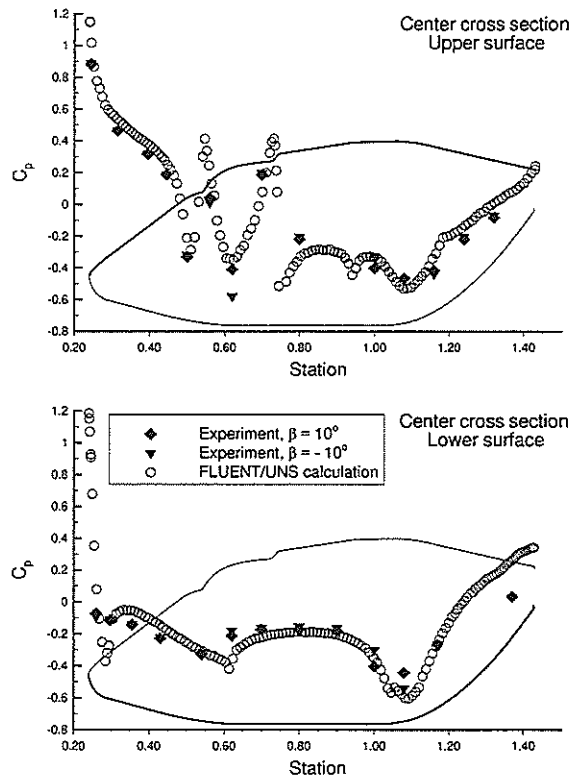 Center cross section
Upper surface
1.2
1.0
0.8
0.6
0.4
0.2
0
-0.2
-0.4
-0.6
-0.8
Cp
0.20 0.40 0.60 0.80 1.00 1.20 1.40
Station
Center cross section
Lower surface
Experiment, β = 10°
Experiment, β = - 10°
FLUENT/UNS calculation
1.2
1.0
0.8
0.6
0.4
0.2
0
-0.2
-0.4
-0.6
-0.8
Cp
0.20 0.40 0.60 0.80 1.00 1.20 1.40
Station